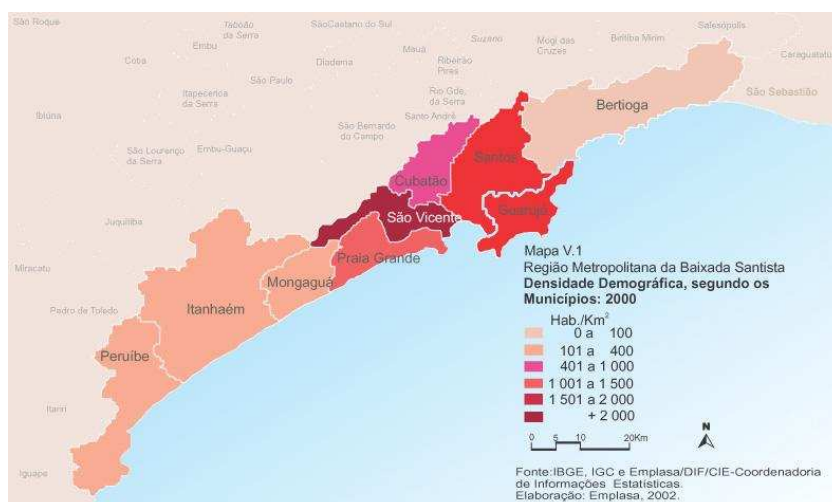 São Roque
Taboão
da Serra
SãoCaetano do Sul
Suzano
Mogi das
Cruzes
Biritiba Mirim
Salesópolis
Caraguatatu
Cotia
Embu
Diadema
Mauá
Ribeirão
Pires
São Paulo
Itapecerica
da Serra
Rio Gde.
da Serra
Santo André
Bertioga
São Sebastião
Ibiúna
São Bernardo
do Campo
São Lourenço
da Serra
Embu-Guaçu
Santos
Cubatão
Guarujá
São Vicente
Juquitiba
Praia Grande
Miracatu
Mongaguá
Pedro de Toledo
Itanhaém
Peruíbe
Itariri
Iguape
Mapa V.1
Região Metropolitana da Baixada Santista
Densidade Demográfica, segundo os
Municípios: 2000
Hab./Km²
0 a 100
101 a 400
401 a 1 000
1 001 a 1 500
1 501 a 2 000
+ 2 000
N
0 5 10 20Km
Fonte:IBGE, IGC e Emplasa/DIF/CIE-Coordenadoria
de Informações Estatísticas.
Elaboração: Emplasa, 2002.